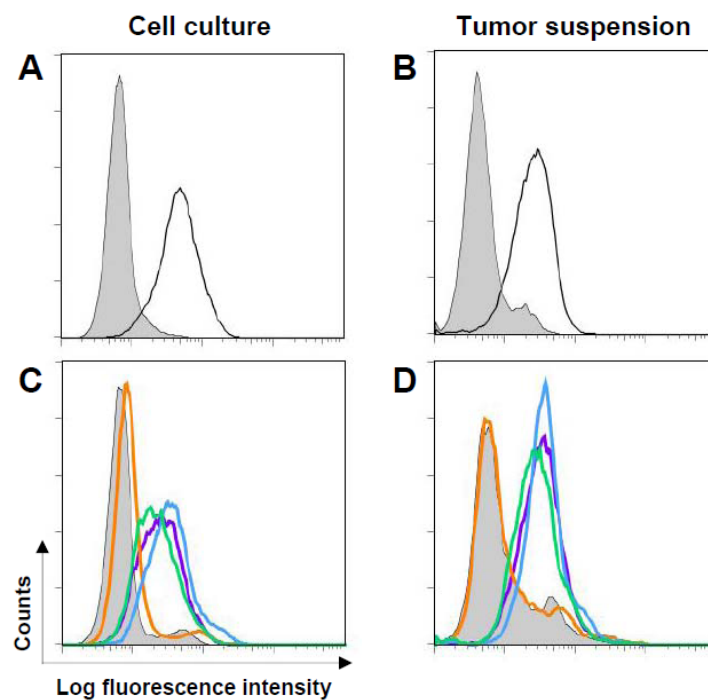 Cell culture
Tumor suspension
A
B
C
D
Counts
Log fluorescence intensity